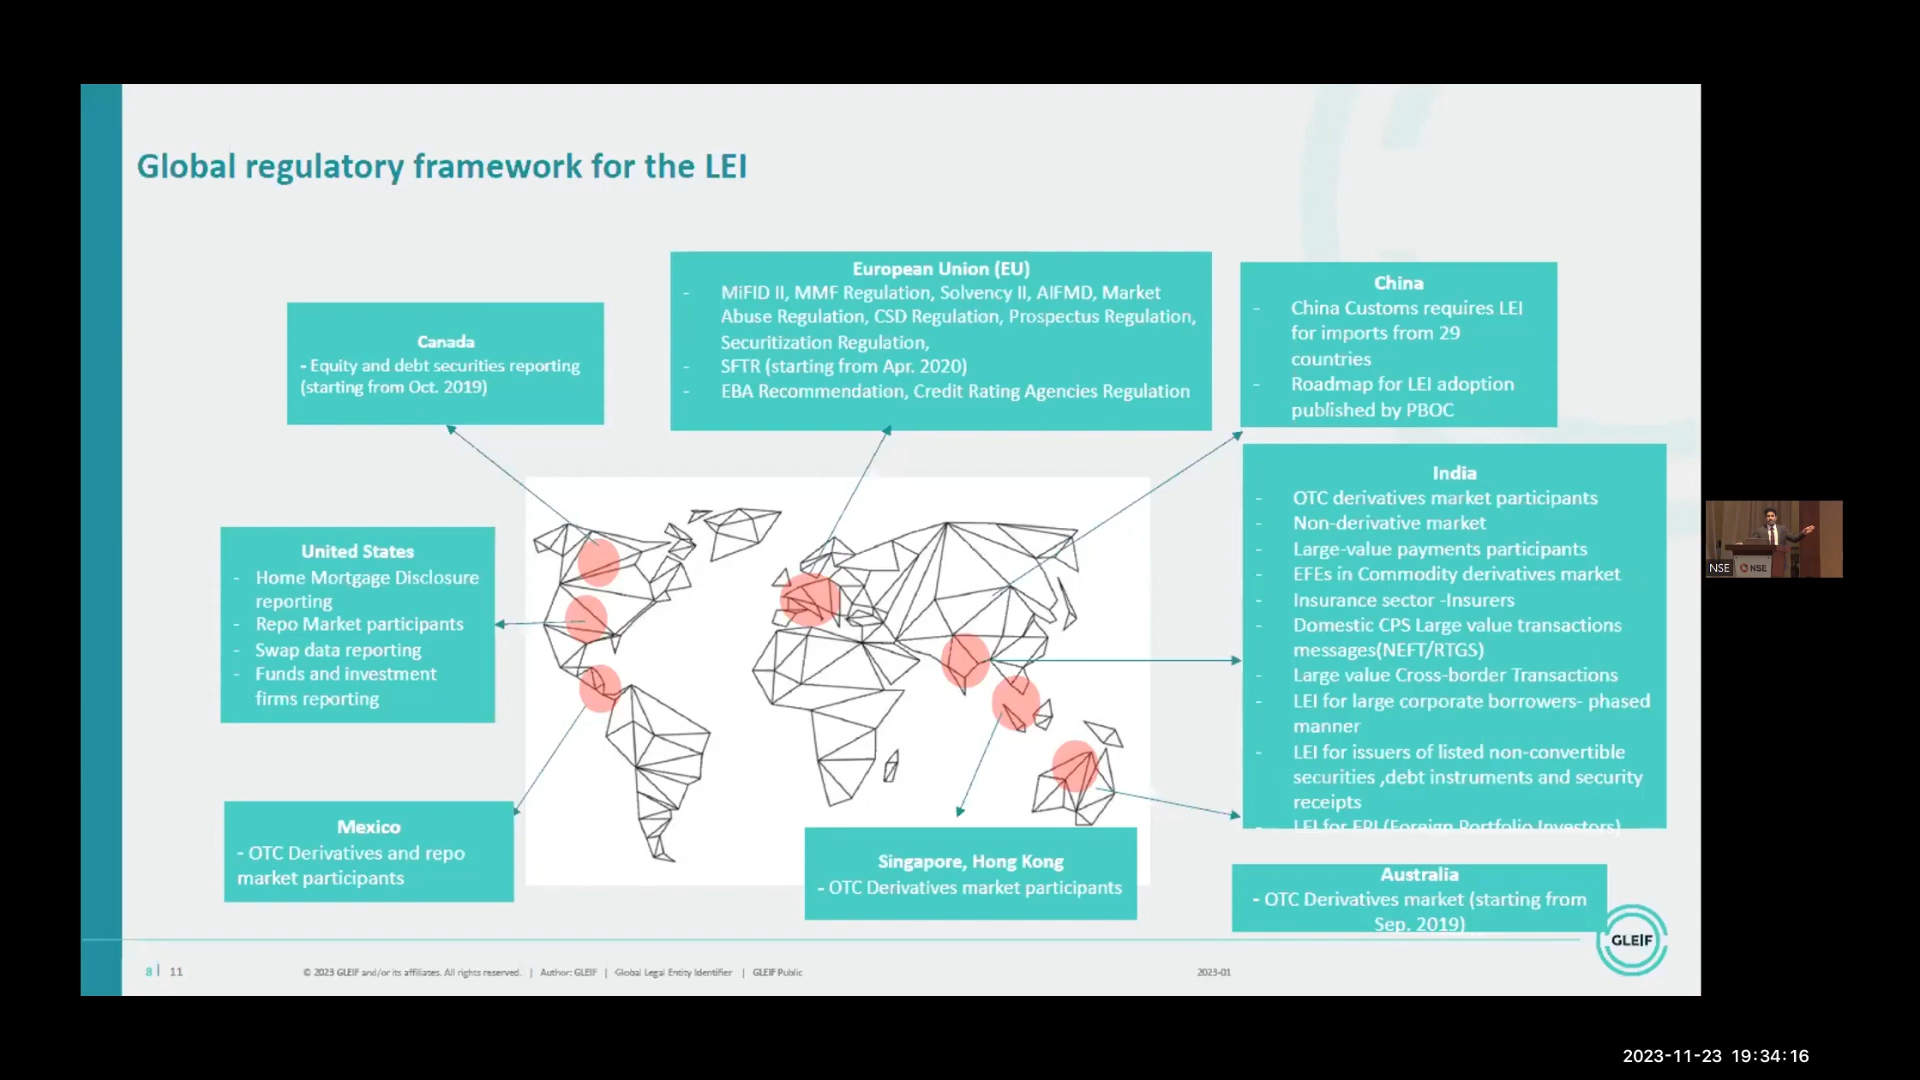 Global regulatory framework for the LEI
European Union (EU)
- MiFID II, MMF Regulation, Solvency II, AIFMD, Market
Abuse Regulation, CSD Regulation, Prospectus Regulation,
Securitization Regulation,
- SFTR (starting from Apr. 2020)
- EBA Recommendation, Credit Rating Agencies Regulation
China
- China Customs requires LEI
for imports from 29
countries
- Roadmap for LEI adoption
published by PBOC
Canada
- Equity and debt securities reporting
(starting from Oct. 2019)
India
- OTC derivatives market participants
- Non-derivative market
- Large-value payments participants
- EFEs in Commodity derivatives market
- Insurance sector -Insurers
- Domestic CPS Large value transactions
messages(NEFT/RTGS)
- Large value Cross-border Transactions
- LEI for large corporate borrowers- phased
manner
- LEI for issuers of listed non-convertible
securities ,debt instruments and security
receipts
- LEI for FPI (Foreign Portfolio Investors)
United States
- Home Mortgage Disclosure
reporting
- Repo Market participants
- Swap data reporting
- Funds and investment
firms reporting
Mexico
- OTC Derivatives and repo
market participants
Singapore, Hong Kong
- OTC Derivatives market participants
Australia
- OTC Derivatives market (starting from
Sep. 2019)
GLEIF
8 | 11
© 2023 GLEIF and/or its affiliates. All rights reserved. | Author: GLEIF | Global Legal Entity Identifier | GLEIF Public
2023-01
NSE
NSE
2023-11-23 19:34:16